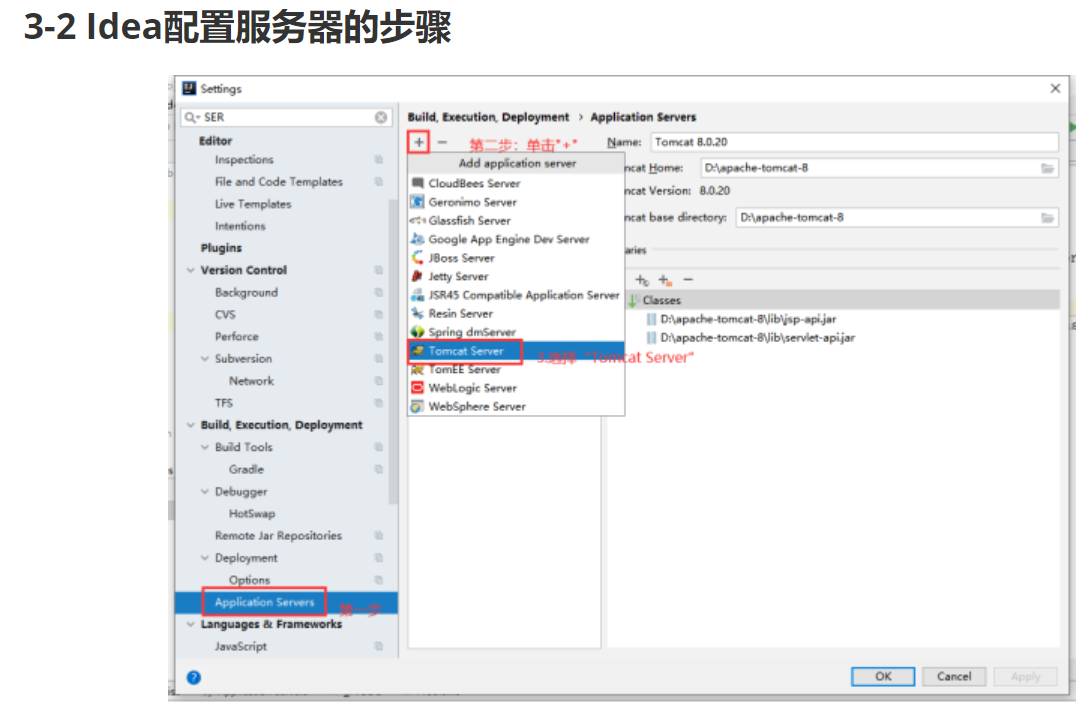 3-2 Idea配置服务器的步骤
Settings
SER
Editor
Inspections
File and Code Templates
Live Templates
Intentions
Plugins
Version Control
Background
CVS
Perforce
Subversion
Network
TFS
Build, Execution, Deployment
Build Tools
Gradle
Debugger
HotSwap
Remote Jar Repositories
Deployment
Options
Application Servers
第一步
Languages & Frameworks
JavaScript
Build, Execution, Deployment › Application Servers
第二步：单击"+"
Add application server
CloudBees Server
Geronimo Server
Glassfish Server
Google App Engine Dev Server
JBoss Server
Jetty Server
JSR45 Compatible Application Server
Resin Server
Spring dmServer
Tomcat Server
3.选择 "Tomcat Server"
TomEE Server
WebLogic Server
WebSphere Server
Name: Tomcat 8.0.20
ncat Home: D:\apache-tomcat-8
ncat Version: 8.0.20
ncat base directory: D:\apache-tomcat-8
aries
Classes
D:\apache-tomcat-8\lib\jsp-api.jar
D:\apache-tomcat-8\lib\servlet-api.jar
OK
Cancel
Apply